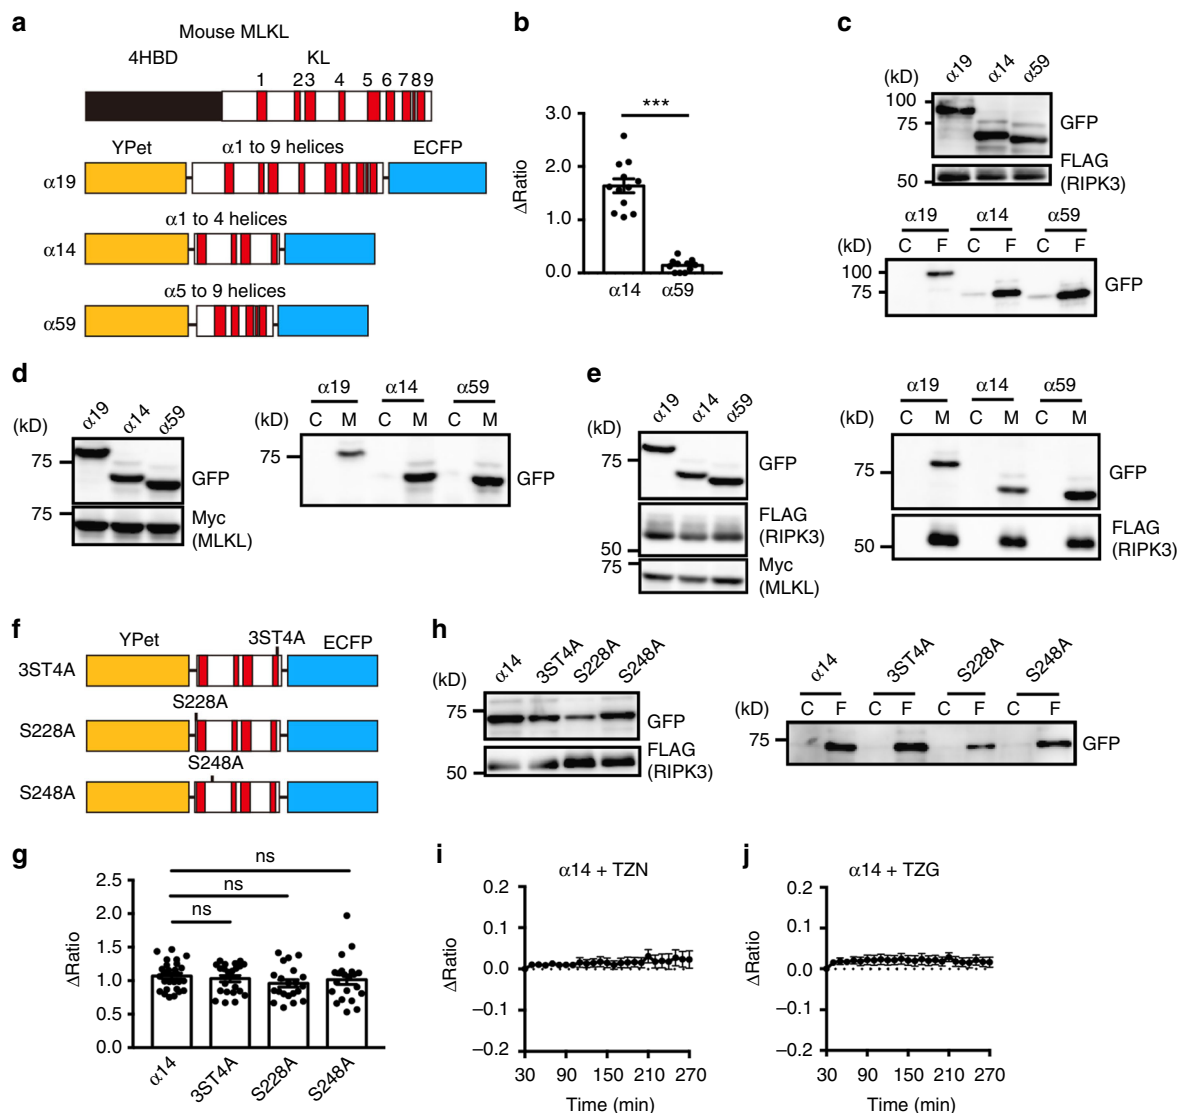 a
Mouse MLKL
4HBD KL
1 2 3 4 5 6 7 8 9
YPet α1 to 9 helices ECFP
α19
α1 to 4 helices
α14
α5 to 9 helices
α59
b
***
3.0
2.0
1.0
0.0
ΔRatio
α14 α59
c
(kD) α19 α14 α59
100
75
GFP
FLAG
(RIPK3)
50
α19 α14 α59
(kD) C F C F C F
100
75
GFP
d
(kD) α19 α14 α59
75
GFP
75
Myc
(MLKL)
α19 α14 α59
(kD) C M C M C M
75
GFP
e
(kD) α19 α14 α59
75
GFP
FLAG
(RIPK3)
50
75
Myc
(MLKL)
α19 α14 α59
(kD) C M C M C M
75
GFP
FLAG
(RIPK3)
50
f
YPet 3ST4A ECFP
3ST4A
S228A
S228A
S248A
S248A
h
(kD) α14 3ST4A S228A S248A
75
GFP
FLAG
(RIPK3)
50
α14 3ST4A S228A S248A
(kD) C F C F C F C F
75
GFP
g
ns
ns
ns
2.5
2.0
1.5
1.0
0.5
0.0
ΔRatio
α14 3ST4A S228A S248A
i
α14 + TZN
0.2
0.1
0.0
−0.1
−0.2
ΔRatio
30 90 150 210 270
Time (min)
j
α14 + TZG
0.2
0.1
0.0
−0.1
−0.2
ΔRatio
30 90 150 210 270
Time (min)